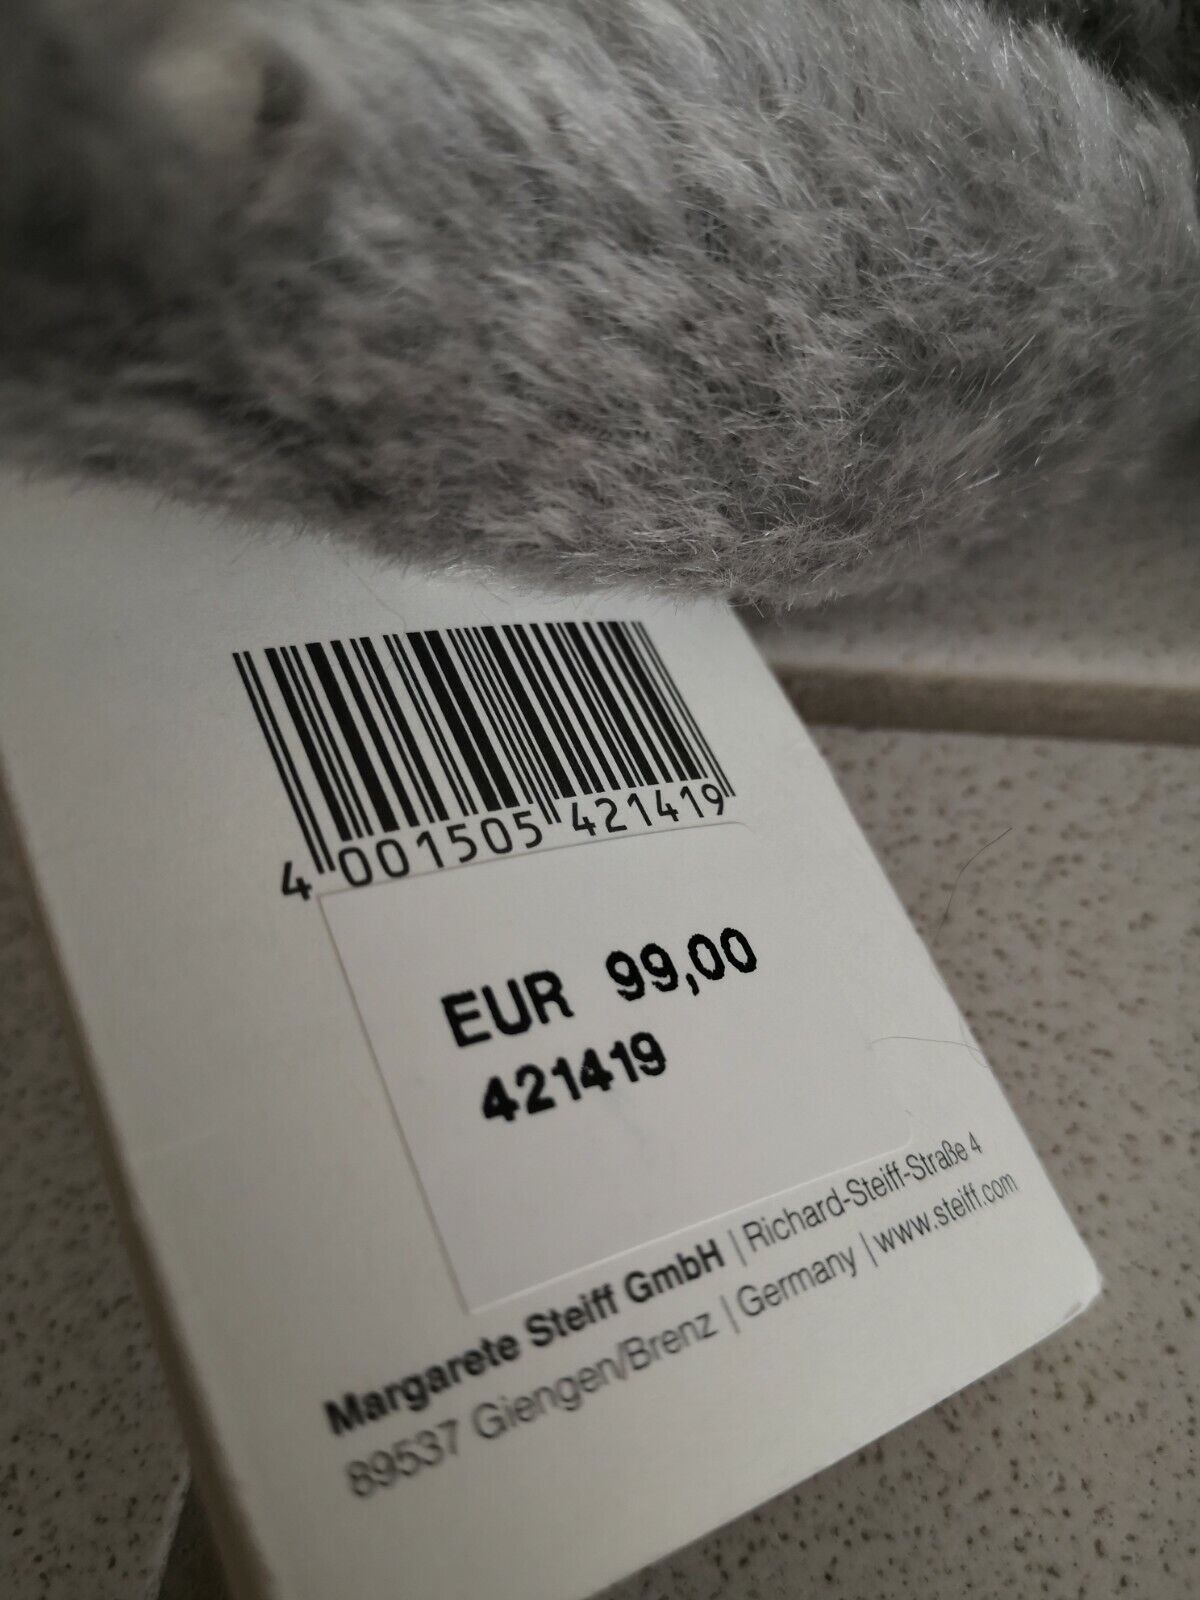 4 001505 421419
EUR 99,00
421419
Margarete Steiff GmbH | Richard-Steiff-Straße 4
89537 Giengen/Brenz | Germany | www.steiff.com